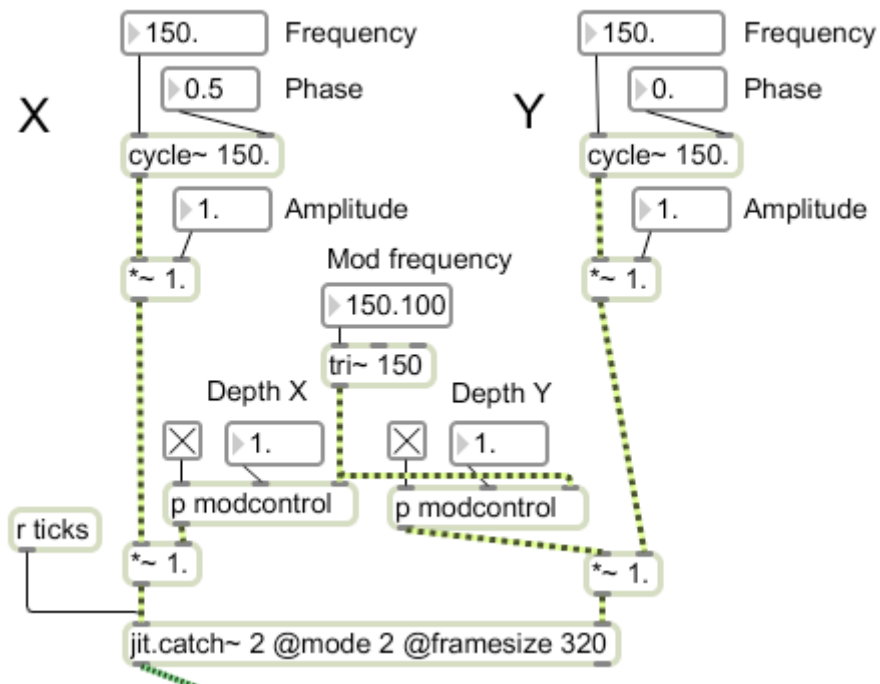 150. Frequency
150. Frequency
0.5 Phase
0. Phase
X
Y
cycle~ 150.
cycle~ 150.
1. Amplitude
1. Amplitude
*~ 1.
*~ 1.
Mod frequency
150.100
tri~ 150
Depth X
Depth Y
1.
1.
p modcontrol
p modcontrol
r ticks
*~ 1.
*~ 1.
jit.catch~ 2 @mode 2 @framesize 320